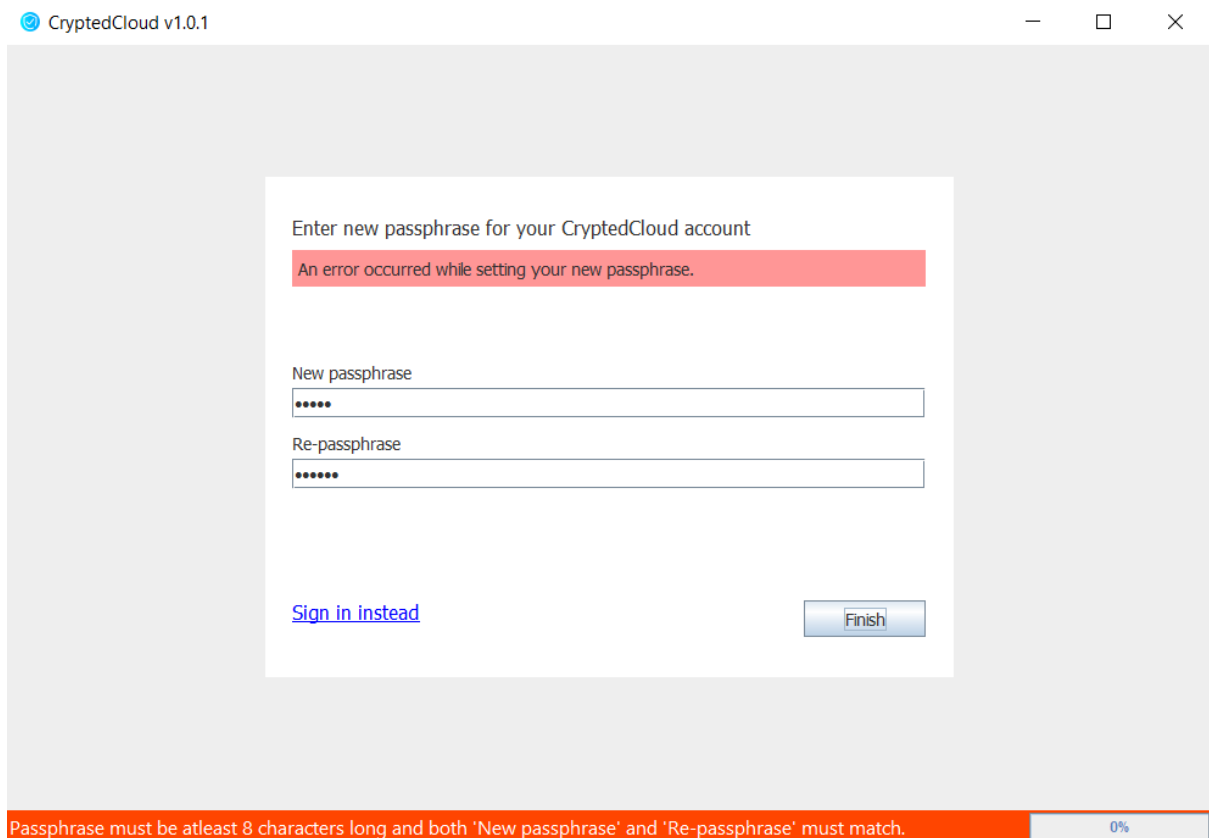 CryptedCloud v1.0.1
Enter new passphrase for your CryptedCloud account
An error occurred while setting your new passphrase.
New passphrase
•••••
Re-passphrase
••••••
Sign in instead
Finish
Passphrase must be atleast 8 characters long and both 'New passphrase' and 'Re-passphrase' must match.
0%